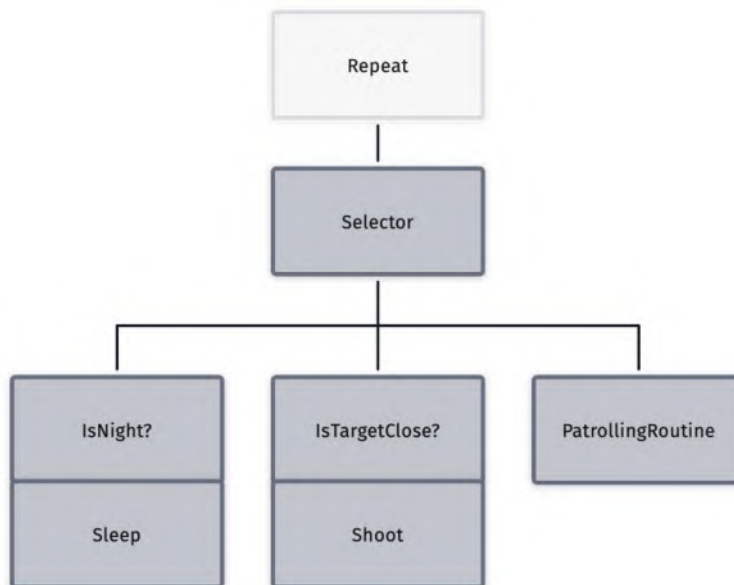 Repeat
Selector
IsNight?
IsTargetClose?
PatrollingRoutine
Sleep
Shoot